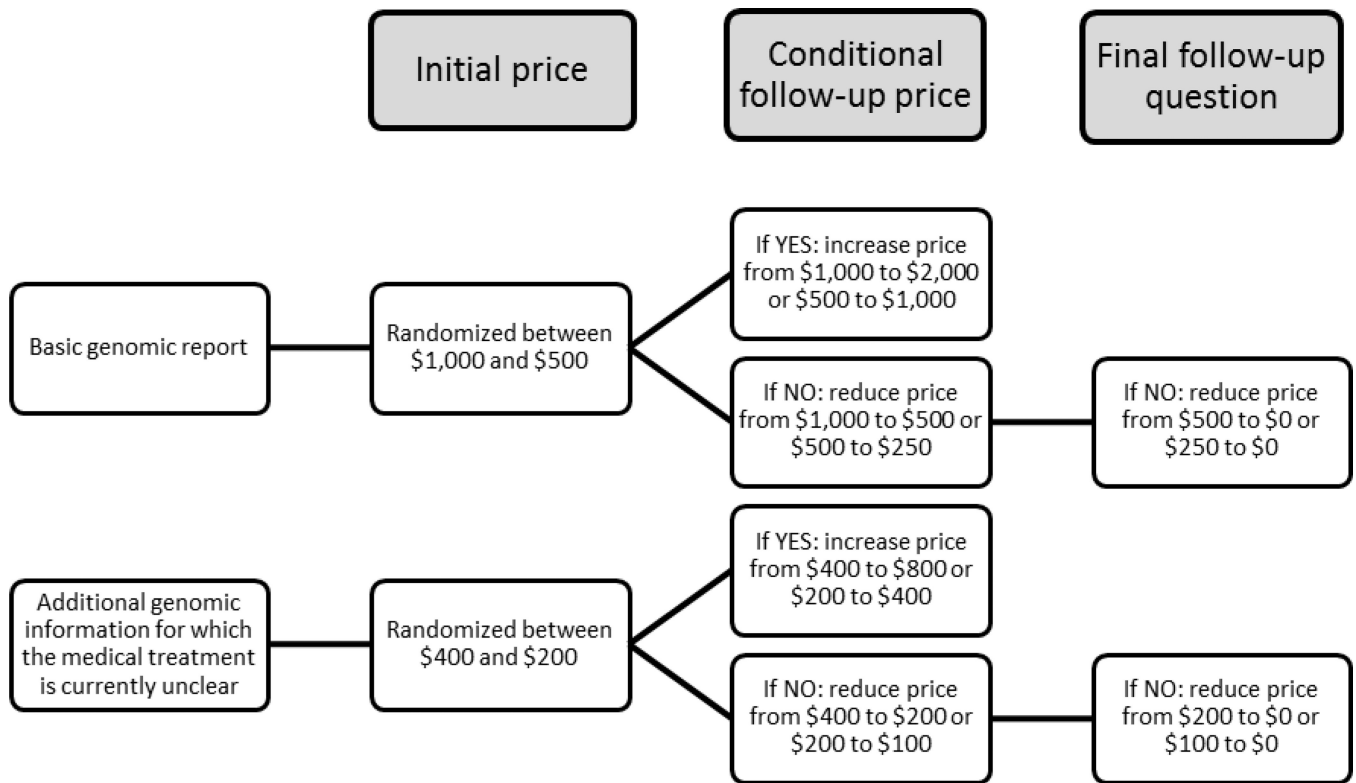 Initial price
Conditional
follow-up price
Final follow-up
question
Basic genomic report
Randomized between
$1,000 and $500
If YES: increase price
from $1,000 to $2,000
or $500 to $1,000
If NO: reduce price
from $1,000 to $500 or
$500 to $250
If NO: reduce price
from $500 to $0 or
$250 to $0
Additional genomic
information for which
the medical treatment
is currently unclear
Randomized between
$400 and $200
If YES: increase price
from $400 to $800 or
$200 to $400
If NO: reduce price
from $400 to $200 or
$200 to $100
If NO: reduce price
from $200 to $0 or
$100 to $0